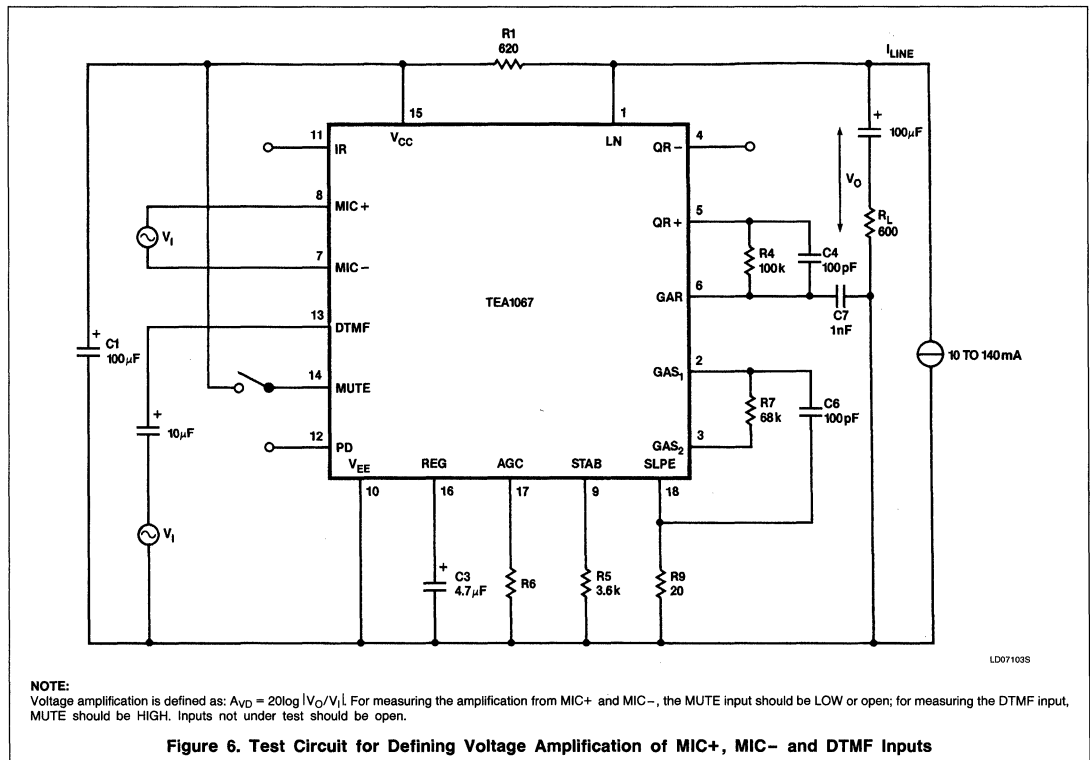 R1
620
I_LINE
15
1
V_CC
LN
11
IR
QR−
4
+
100µF
V_O
8
MIC+
V_I
5
QR+
R_L
600
7
MIC−
R4
100k
C4
100pF
TEA1067
6
GAR
C7
1nF
13
DTMF
+
C1
100µF
10 TO 140mA
2
GAS_1
14
MUTE
R7
68k
C6
100pF
+
10µF
3
GAS_2
12
PD
V_EE
REG
AGC
STAB
SLPE
10
16
17
9
18
V_I
+
C3
4.7µF
R6
R5
3.6k
R9
20
LD07103S
NOTE:
Voltage amplification is defined as: A_VD = 20log |V_O/V_I|. For measuring the amplification from MIC+ and MIC−, the MUTE input should be LOW or open; for measuring the DTMF input,
MUTE should be HIGH. Inputs not under test should be open.
Figure 6. Test Circuit for Defining Voltage Amplification of MIC+, MIC− and DTMF Inputs